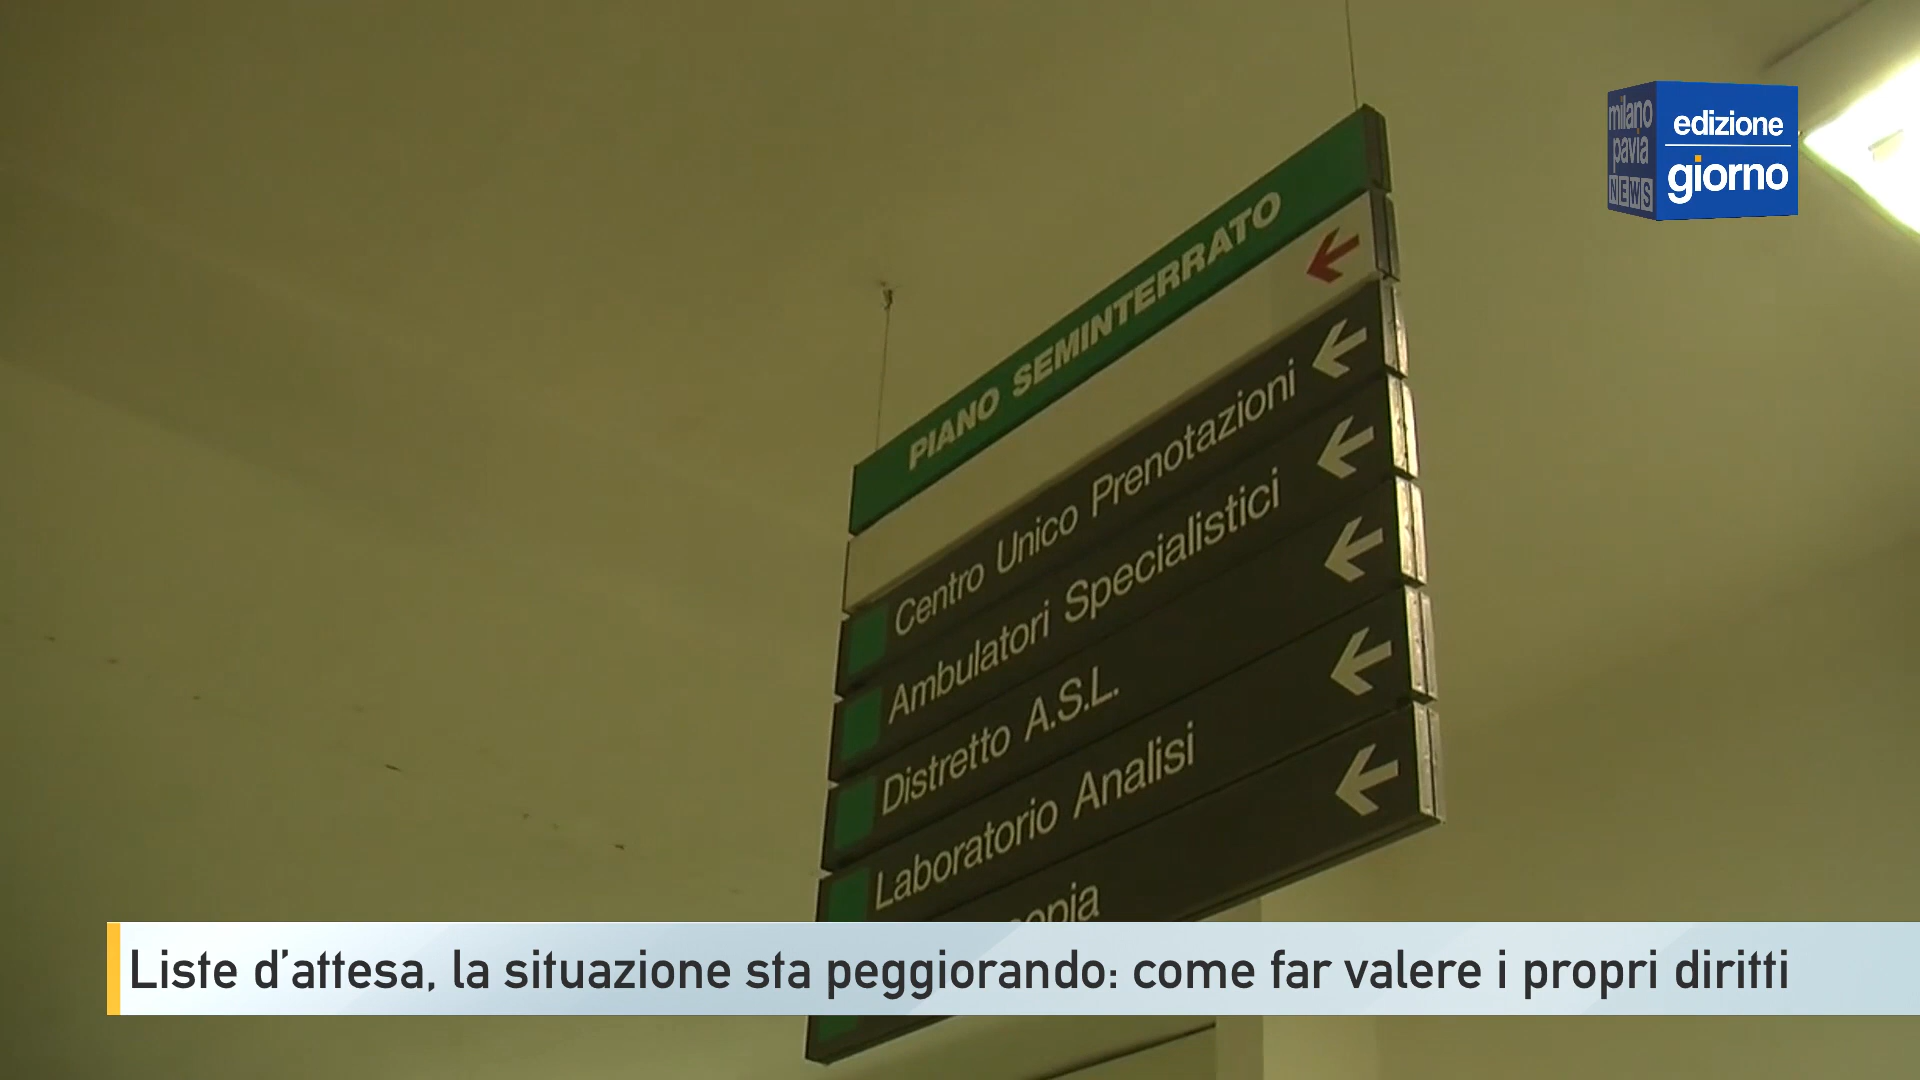 milano
pavia
NEWS
edizione
giorno
PIANO SEMINTERRATO
Centro Unico Prenotazioni
Ambulatori Specialistici
Distretto A.S.L.
Laboratorio Analisi
Liste d'attesa, la situazione sta peggiorando: come far valere i propri diritti